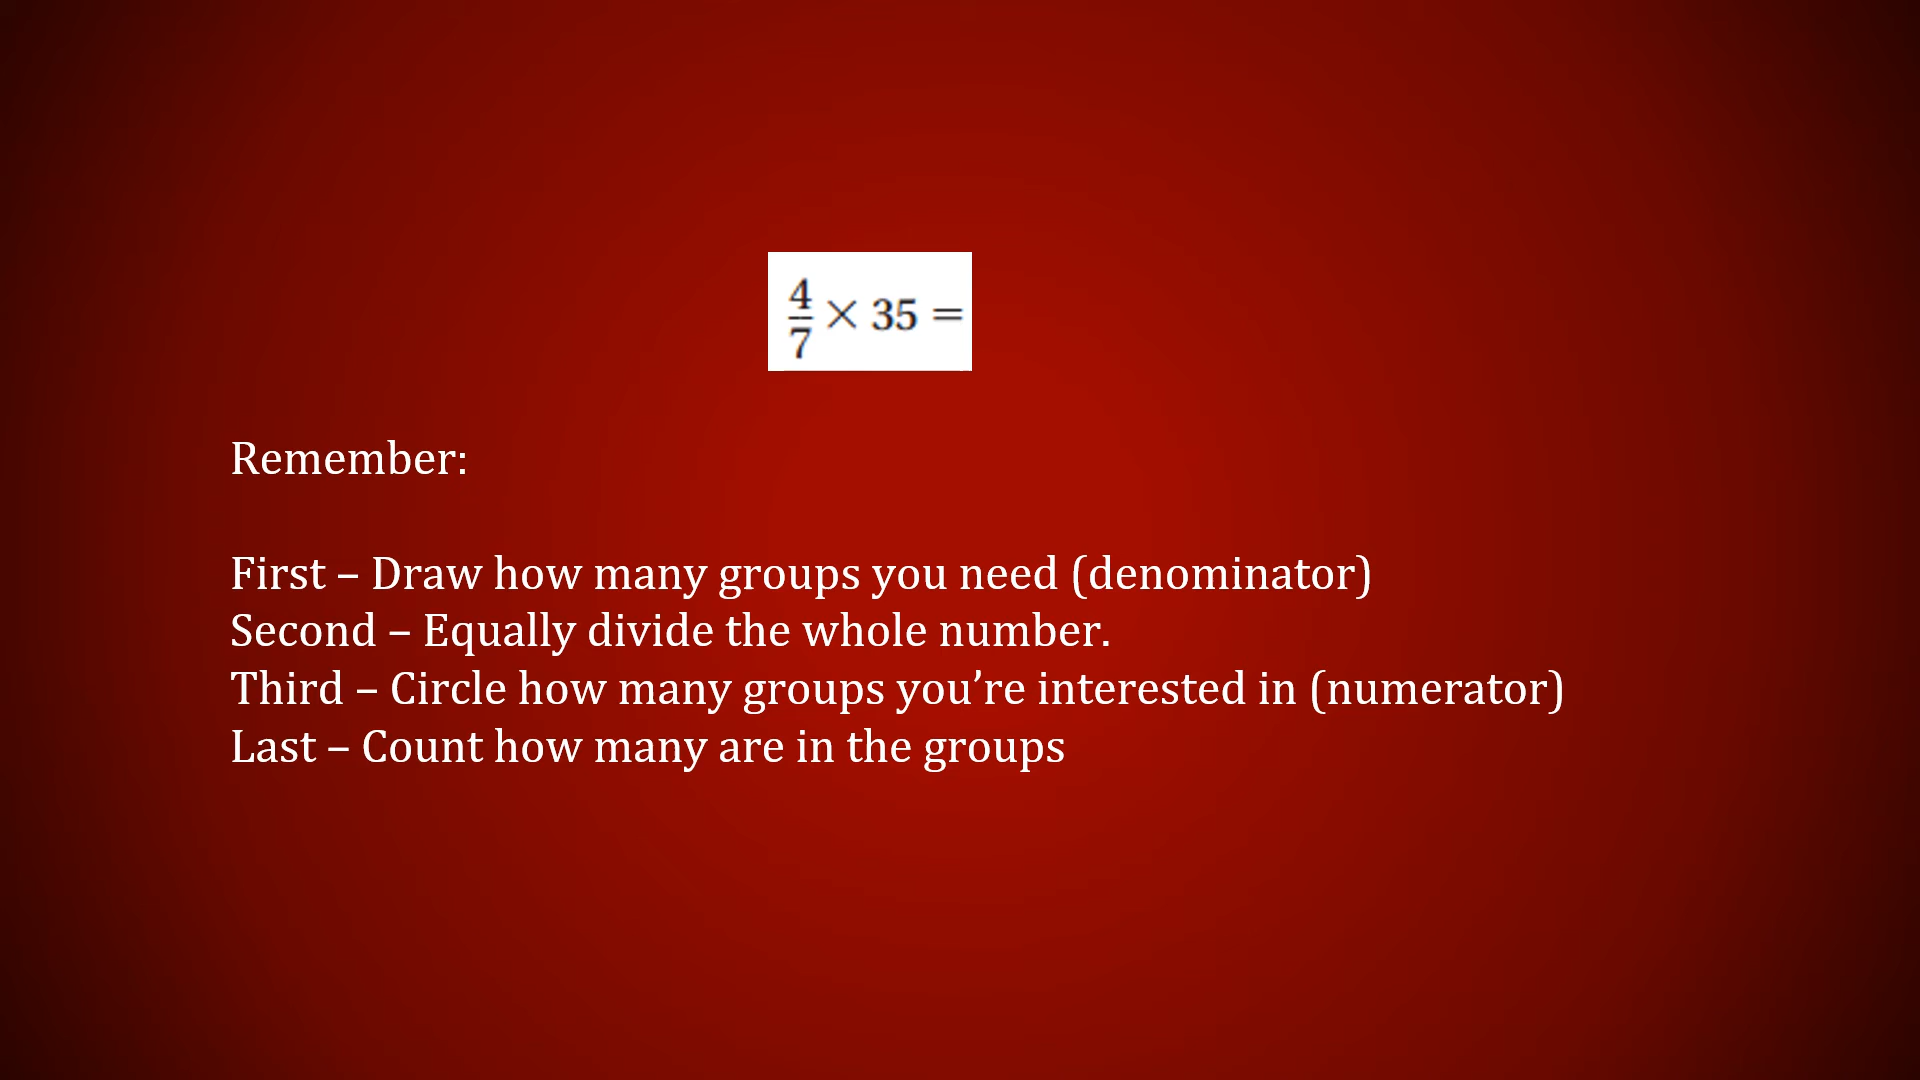 4/7 × 35 =
Remember:
First – Draw how many groups you need (denominator)
Second – Equally divide the whole number.
Third – Circle how many groups you’re interested in (numerator)
Last – Count how many are in the groups